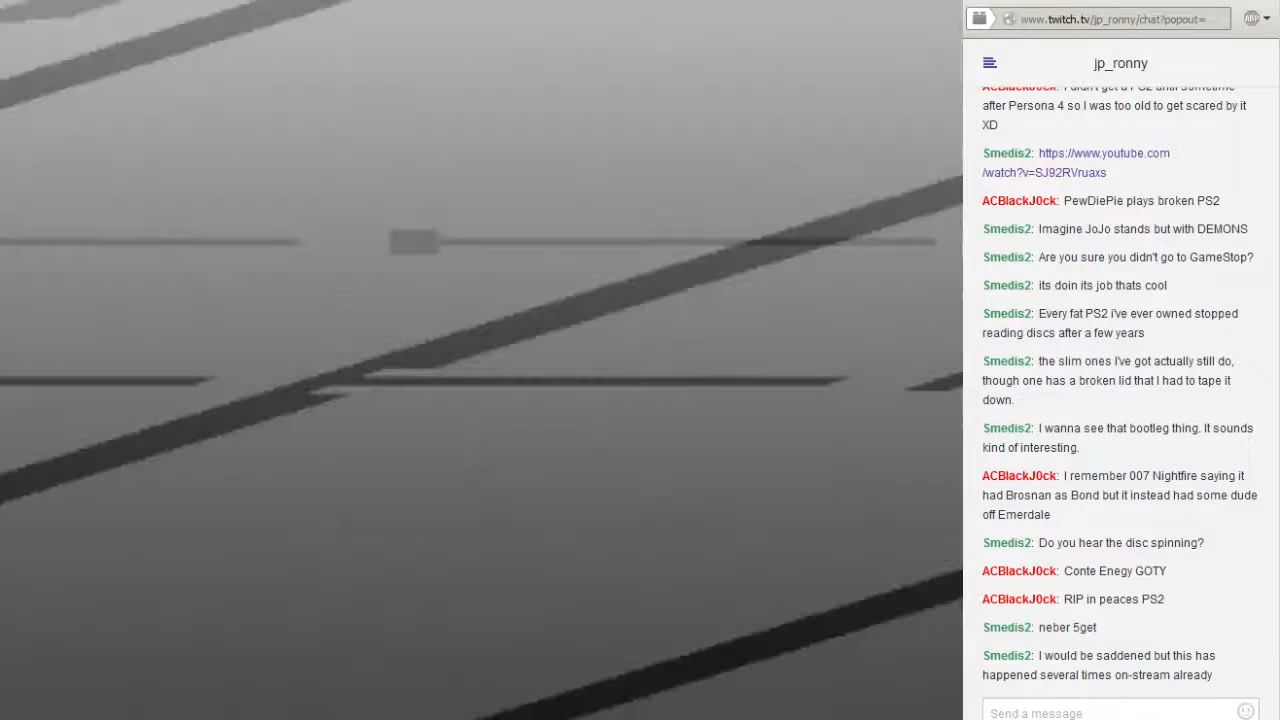 www.twitch.tv/jp_ronny/chat?popout=
ABP
jp_ronny
ACBlackJ0ck: I didn't get a PS2 until sometime
after Persona 4 so I was too old to get scared by it
XD
Smedis2: https://www.youtube.com
/watch?v=SJ92RVruaxs
ACBlackJ0ck: PewDiePie plays broken PS2
Smedis2: Imagine JoJo stands but with DEMONS
Smedis2: Are you sure you didn't go to GameStop?
Smedis2: its doin its job thats cool
Smedis2: Every fat PS2 i've ever owned stopped
reading discs after a few years
Smedis2: the slim ones I've got actually still do,
though one has a broken lid that I had to tape it
down.
Smedis2: I wanna see that bootleg thing. It sounds
kind of interesting.
ACBlackJ0ck: I remember 007 Nightfire saying it
had Brosnan as Bond but it instead had some dude
off Emerdale
Smedis2: Do you hear the disc spinning?
ACBlackJ0ck: Conte Enegy GOTY
ACBlackJ0ck: RIP in peaces PS2
Smedis2: neber 5get
Smedis2: I would be saddened but this has
happened several times on-stream already
Send a message